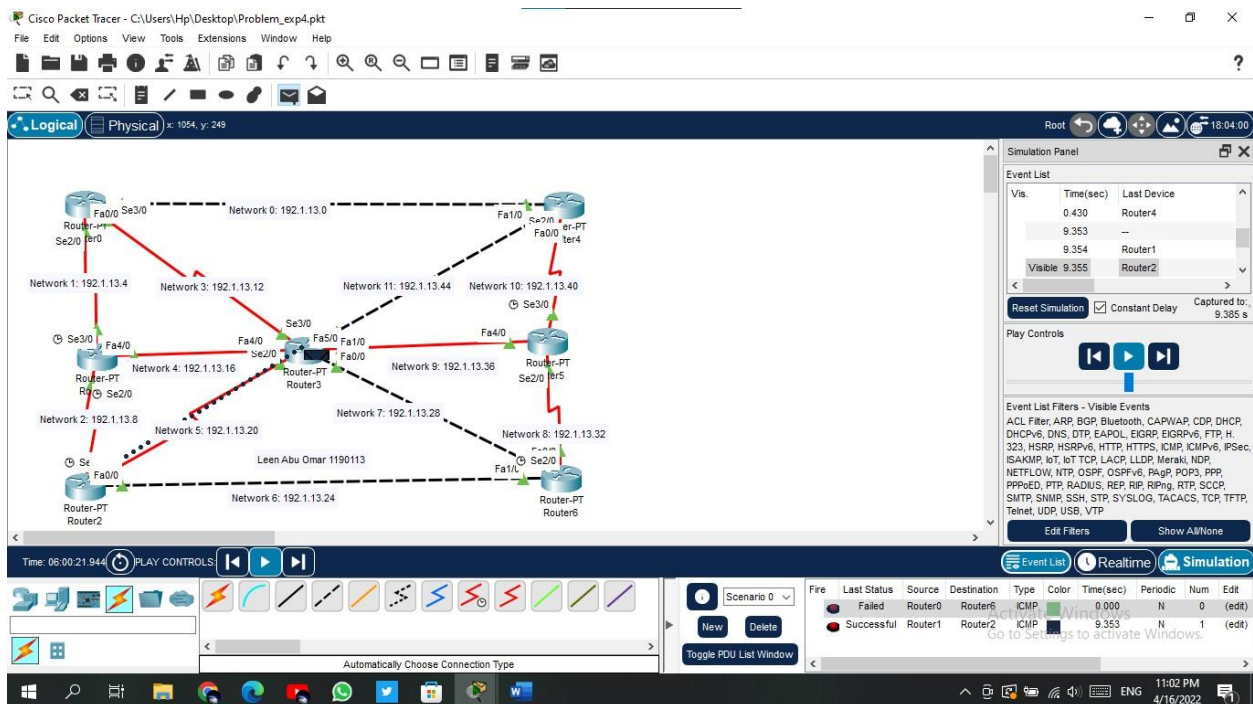 Cisco Packet Tracer - C:\Users\Hp\Desktop\Problem_exp4.pkt
File Edit Options View Tools Extensions Window Help
?
Logical Physical x: 1054, y: 249
Root 18:04:00
Simulation Panel
Event List
Vis. Time(sec) Last Device
0.430 Router4
9.353 --
9.354 Router1
Visible 9.355 Router2
Reset Simulation Constant Delay
Captured to:
9.385 s
Play Controls
Event List Filters - Visible Events
ACL Filter, ARP, BGP, Bluetooth, CAPWAP, CDP, DHCP,
DHCPv6, DNS, DTP, EAPOL, EIGRP, EIGRPv6, FTP, H.
323, HSRP, HSRPv6, HTTP, HTTPS, ICMP, ICMPv6, IPSec,
ISAKMP, IoT, IoT TCP, LACP, LLDP, Meraki, NDP,
NETFLOW, NTP, OSPF, OSPFv6, PAgP, POP3, PPP,
PPPoED, PTP, RADIUS, REP, RIP, RIPng, RTP, SCCP,
SMTP, SNMP, SSH, STP, SYSLOG, TACACS, TCP, TFTP,
Telnet, UDP, USB, VTP
Edit Filters Show All/None
Fa0/0 Se3/0
Network 0: 192.1.13.0
Fa1/0
Se2/0
Fa0/0
er-PT
ter4
Se2/0
Network 1: 192.1.13.4
Network 3: 192.1.13.12
Network 11: 192.1.13.44
Network 10: 192.1.13.40
Se3/0
Se3/0
Se3/0
Fa4/0
Fa4/0
Se2/0
Fa5/0
Fa1/0
Fa0/0
Fa4/0
Network 4: 192.1.13.16
Router-PT
Router3
Network 9: 192.1.13.36
Router-PT
Se2/0
Router-PT
Se2/0
Network 2: 192.1.13.8
Network 5: 192.1.13.20
Network 7: 192.1.13.28
Network 8: 192.1.13.32
Leen Abu Omar 1190113
Fa0/0
Se2/0
Network 6: 192.1.13.24
Router-PT
Router2
Router-PT
Router6
Time: 06:00:21.944 PLAY CONTROLS:
Event List Realtime Simulation
Automatically Choose Connection Type
Scenario 0
New Delete
Toggle PDU List Window
Fire Last Status Source Destination Type Color Time(sec) Periodic Num Edit
Failed Router0 Router6 ICMP 0.000 N 0 (edit)
Successful Router1 Router2 ICMP 9.353 N 1 (edit)
Activate Windows
Go to Settings to activate Windows.
ENG
11:02 PM
4/16/2022